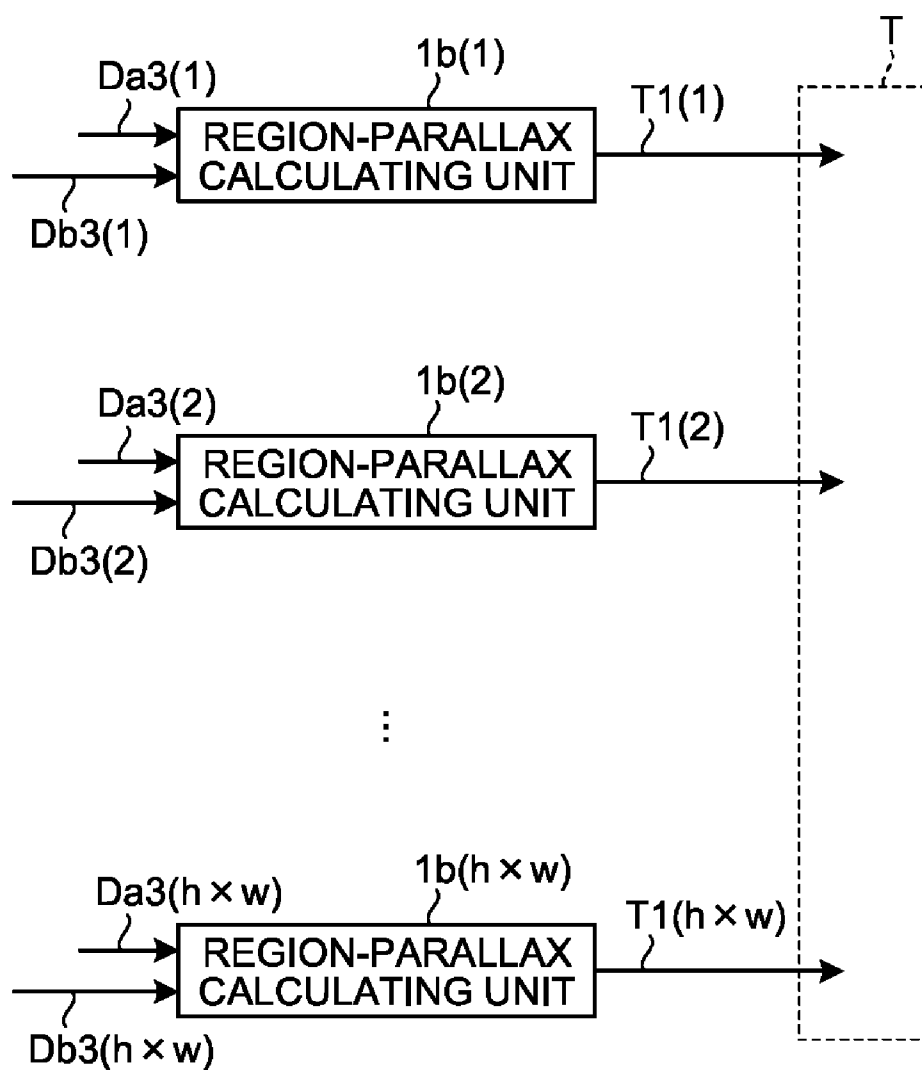 T
1b(1)
Da3(1)
T1(1)
REGION-PARALLAX
CALCULATING UNIT
Db3(1)
1b(2)
Da3(2)
T1(2)
REGION-PARALLAX
CALCULATING UNIT
Db3(2)
⋮
1b(h×w)
Da3(h×w)
T1(h×w)
REGION-PARALLAX
CALCULATING UNIT
Db3(h×w)